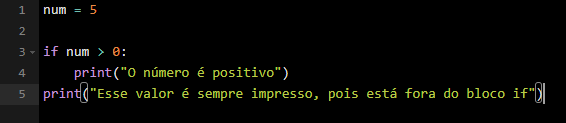 1 num = 5
2
3 if num > 0:
4     print("O número é positivo")
5 print("Esse valor é sempre impresso, pois está fora do bloco if")